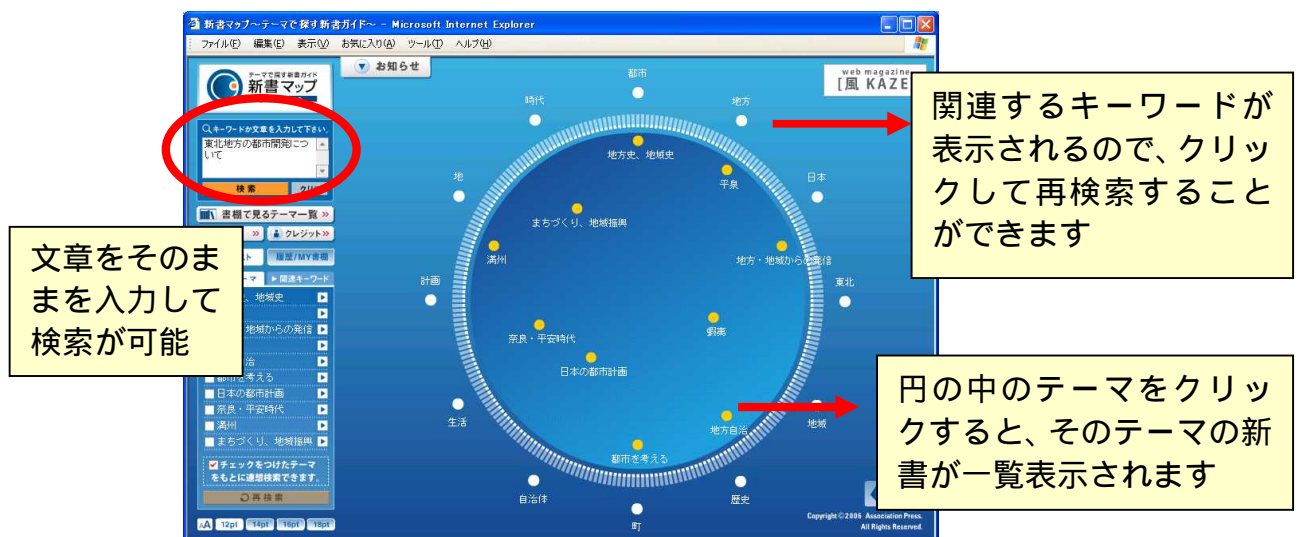 新書マップ〜テーマで探す新書ガイド〜 - Microsoft Internet Explorer
ファイル(F) 編集(E) 表示(V) お気に入り(A) ツール(T) ヘルプ(H)
テーマで探す新書ガイド
新書マップ
お知らせ
web magazine
[風 KAZE
キーワードか文章を入力して下さい。
東北地方の都市開発につ
いて
検索
クリ
書棚で見るテーマ一覧 »
» クレジット»
スト 履歴/MY書棚
ーマ 関連キーワード
、地域史
地域からの発信
治
都市を考える
日本の都市計画
奈良・平安時代
満州
まちづくり、地域振興
チェックをつけたテーマ
をもとに連想検索できます。
再検索
AA 12pt 14pt 16pt 18pt
都市
時代
地方
地
日本
計画
東北
生活
地域
自治体
歴史
町
地方史、地域史
平泉
まちづくり、地域振興
満州
地方・地域からの発信
奈良・平安時代
蝦夷
日本の都市計画
地方自治
都市を考える
Copyright©2006 Association Press.
All Rights Reserved.
文章をそのま
まを入力して
検索が可能
関連するキーワードが
表示されるので、クリッ
クして再検索すること
ができます
円の中のテーマをクリッ
クすると、そのテーマの新
書が一覧表示されます